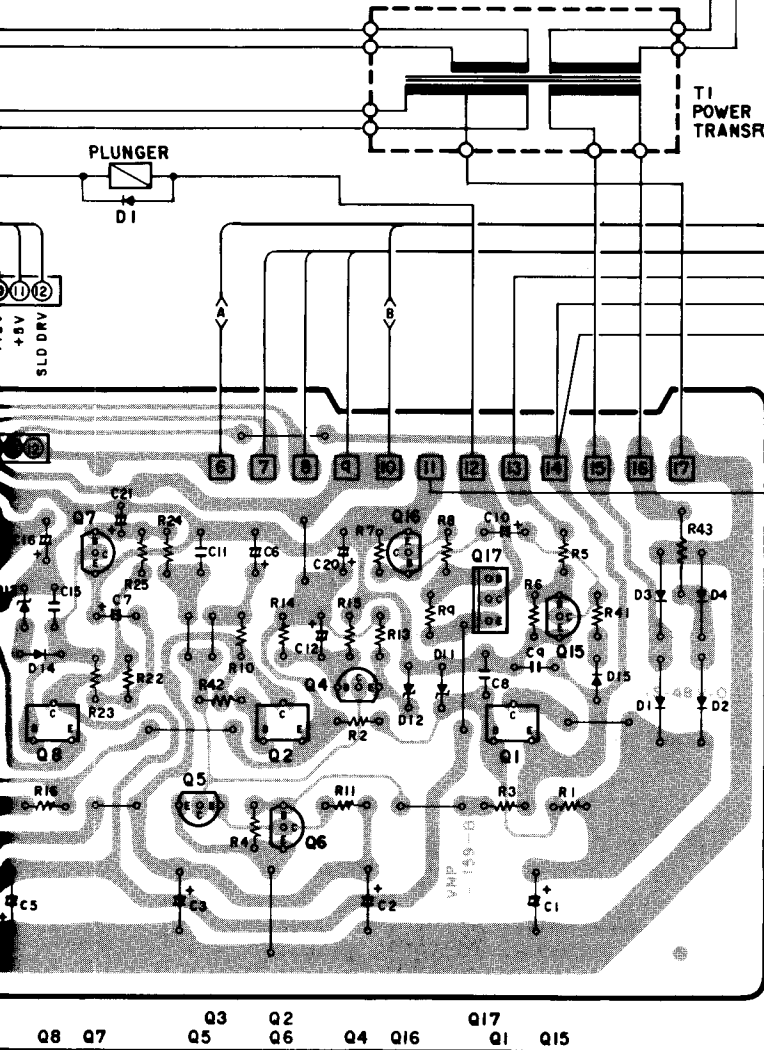 T1
POWER
TRANSF
PLUNGER
D1
11 12
+5V
SLD DRV
A
B
12
6 7 8 9 10 11 12 13 14 15 16 17
C21
Q7
R24
R7
Q16
R8
C10
R43
C16
C11
C6
C20
Q17
R5
R25
B
C
E
C15
C7
R14
R15
R9
R6
R41
D3
D4
R13
C12
Q15
D14
R10
Q4
D11
C9
D15
R22
R42
C8
R23
D12
D1
D2
R2
Q8
Q2
Q1
R16
Q5
R11
R3
R1
R4
Q6
C5
C3
C2
C1
Q3 Q2 Q17
Q8 Q7 Q5 Q6 Q4 Q16 Q1 Q15